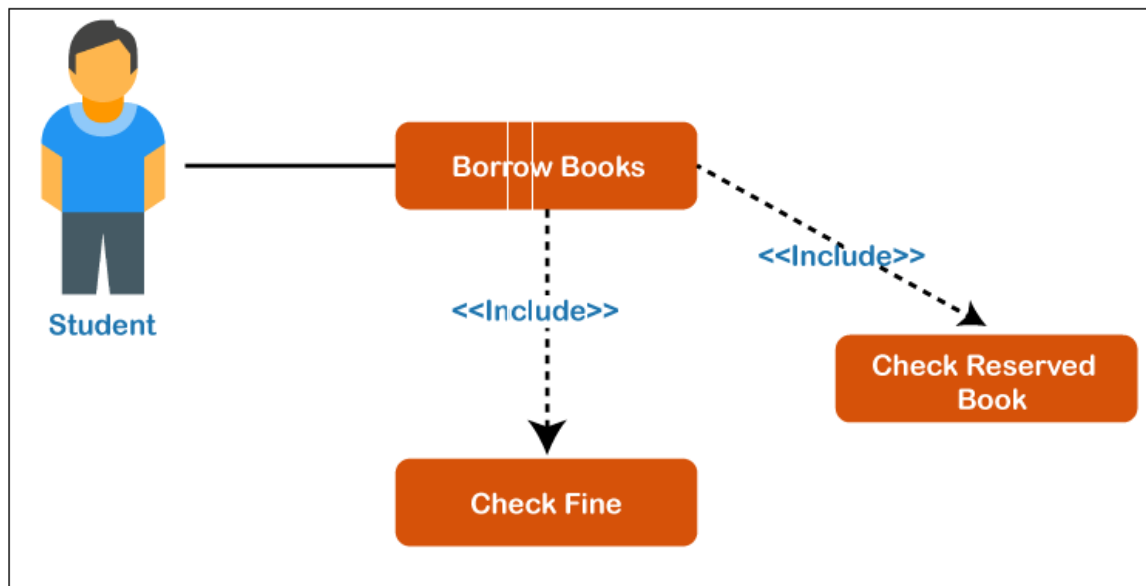 Borrow Books
<<Include>>
<<Include>>
Student
Check Reserved
Book
Check Fine